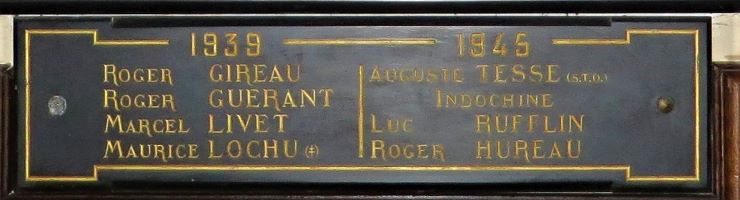 1939 1945
ROGER GIREAU
ROGER GUERANT
MARCEL LIVET
MAURICE LOCHU (‡)
AUGUSTE TESSE (S.T.O.)
INDOCHINE
LUC RUFFLIN
ROGER HUREAU